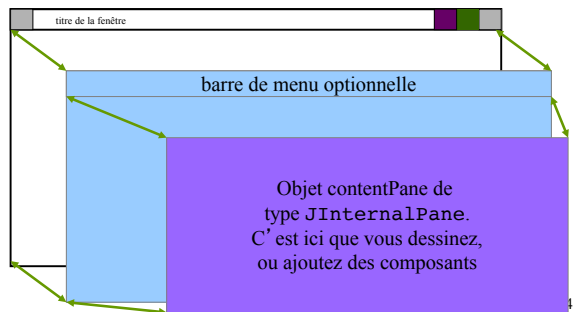 titre de la fenêtre
barre de menu optionnelle
Objet contentPane de
type JInternalPane.
C’est ici que vous dessinez,
ou ajoutez des composants
4